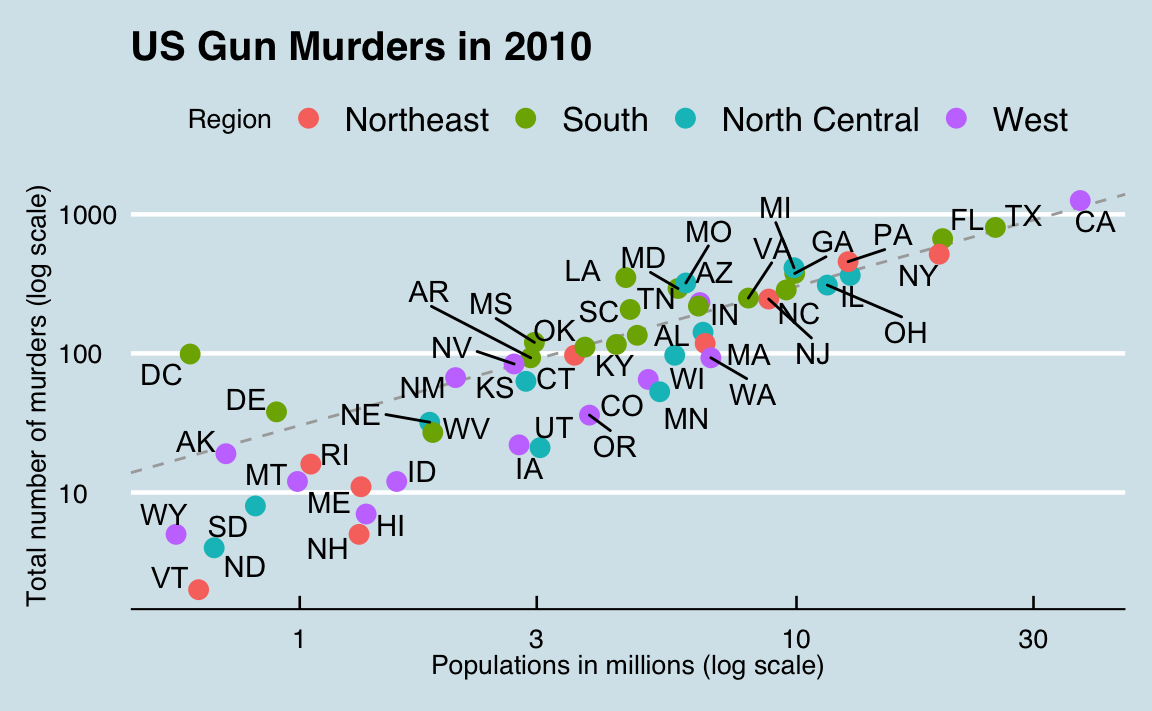 US Gun Murders in 2010
Region Northeast South North Central West
Total number of murders (log scale)
1000
100
10
CA
TX
FL
NY
MI
GA
PA
MO
VA
MD
AZ
LA
TN
IL
AR
MS
SC
IN
NC
OH
OK
AL
NJ
NV
DC
KY
MA
NM
KS
CT
WI
WA
DE
NE
WV
CO
MN
UT
OR
AK
RI
IA
MT
ID
ME
WY
SD
HI
NH
ND
VT
1 3 10 30
Populations in millions (log scale)